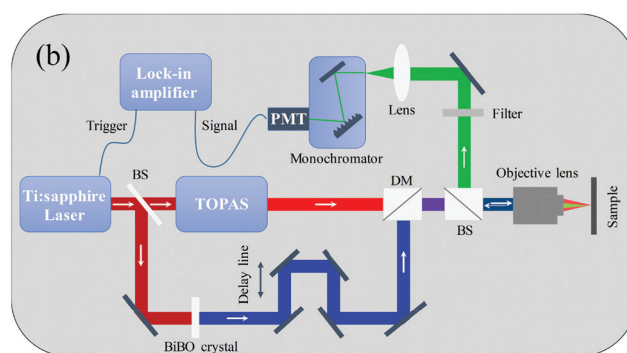 (b)
Lock-in
amplifier
Trigger
Signal
PMT
Monochromator
Lens
Filter
Ti:sapphire
Laser
BS
TOPAS
DM
BS
Objective lens
Sample
Delay line
BiBO crystal